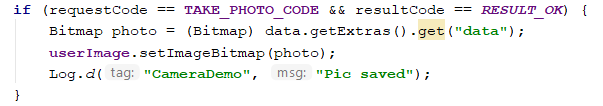 if (requestCode == TAKE_PHOTO_CODE && resultCode == RESULT_OK) {
    Bitmap photo = (Bitmap) data.getExtras().get("data");
    userImage.setImageBitmap(photo);
    Log.d( tag: "CameraDemo", msg: "Pic saved");
}